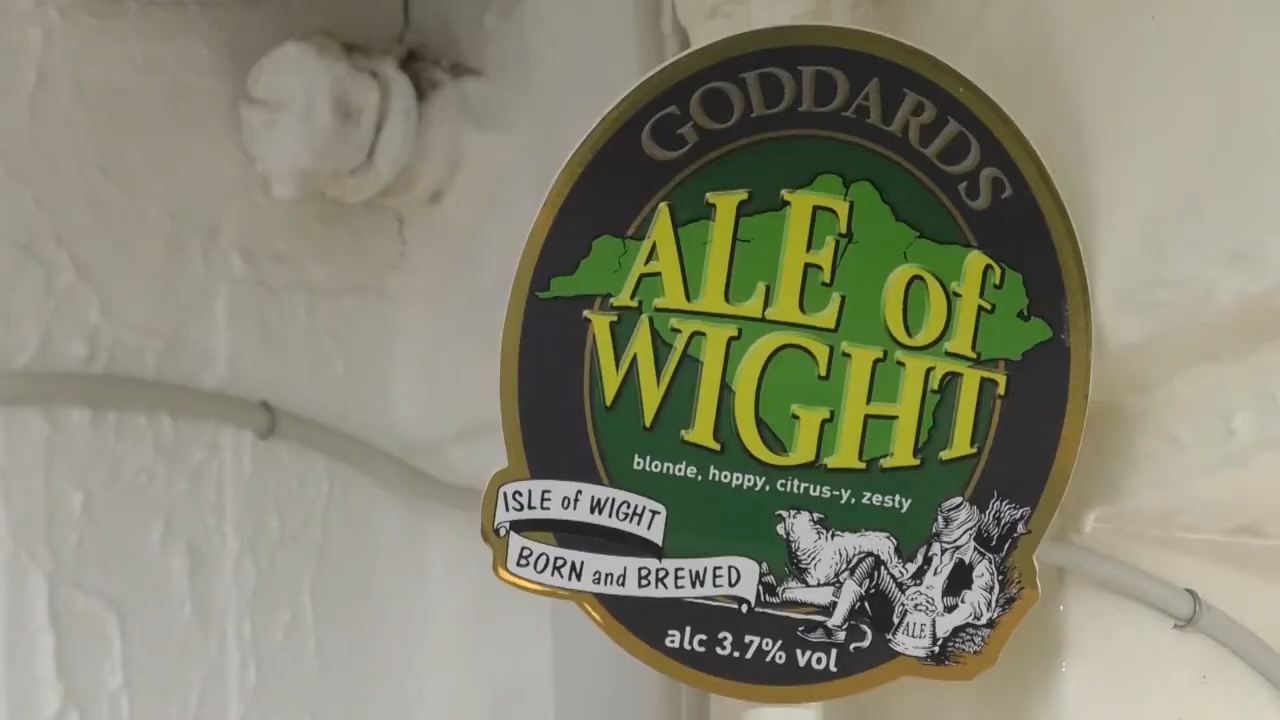 GODDARDS
ALE of
WIGHT
blonde, hoppy, citrus-y, zesty
ISLE of WIGHT
BORN and BREWED
ALE
alc 3.7% vol